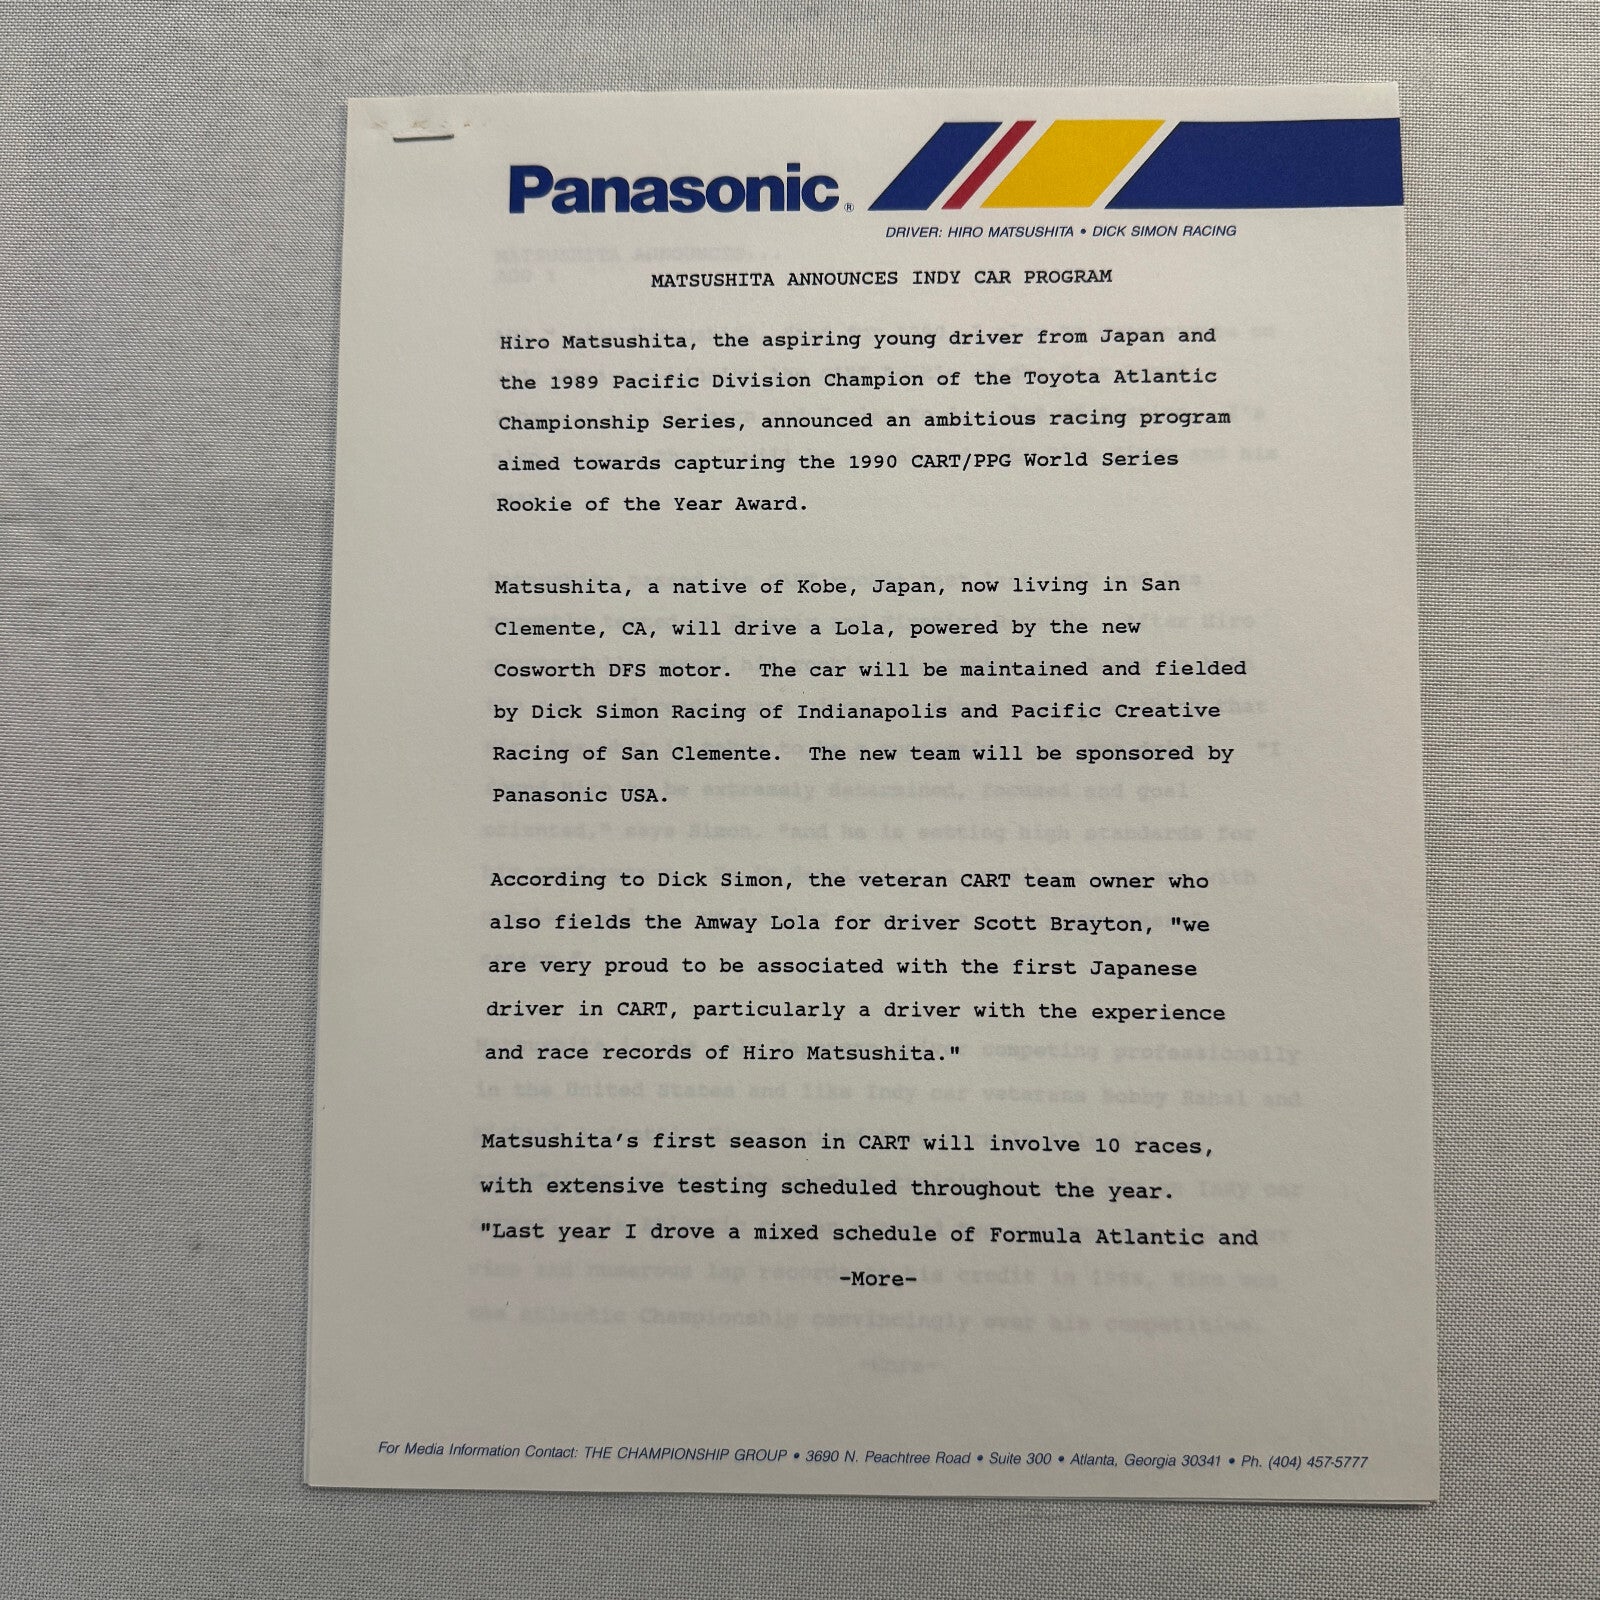 Panasonic®
DRIVER: HIRO MATSUSHITA • DICK SIMON RACING
MATSUSHITA ANNOUNCES INDY CAR PROGRAM
Hiro Matsushita, the aspiring young driver from Japan and
the 1989 Pacific Division Champion of the Toyota Atlantic
Championship Series, announced an ambitious racing program
aimed towards capturing the 1990 CART/PPG World Series
Rookie of the Year Award.
Matsushita, a native of Kobe, Japan, now living in San
Clemente, CA, will drive a Lola, powered by the new
Cosworth DFS motor.  The car will be maintained and fielded
by Dick Simon Racing of Indianapolis and Pacific Creative
Racing of San Clemente.  The new team will be sponsored by
Panasonic USA.
According to Dick Simon, the veteran CART team owner who
also fields the Amway Lola for driver Scott Brayton, "we
are very proud to be associated with the first Japanese
driver in CART, particularly a driver with the experience
and race records of Hiro Matsushita."
Matsushita's first season in CART will involve 10 races,
with extensive testing scheduled throughout the year.
"Last year I drove a mixed schedule of Formula Atlantic and
-More-
For Media Information Contact: THE CHAMPIONSHIP GROUP • 3690 N. Peachtree Road • Suite 300 • Atlanta, Georgia 30341 • Ph. (404) 457-5777